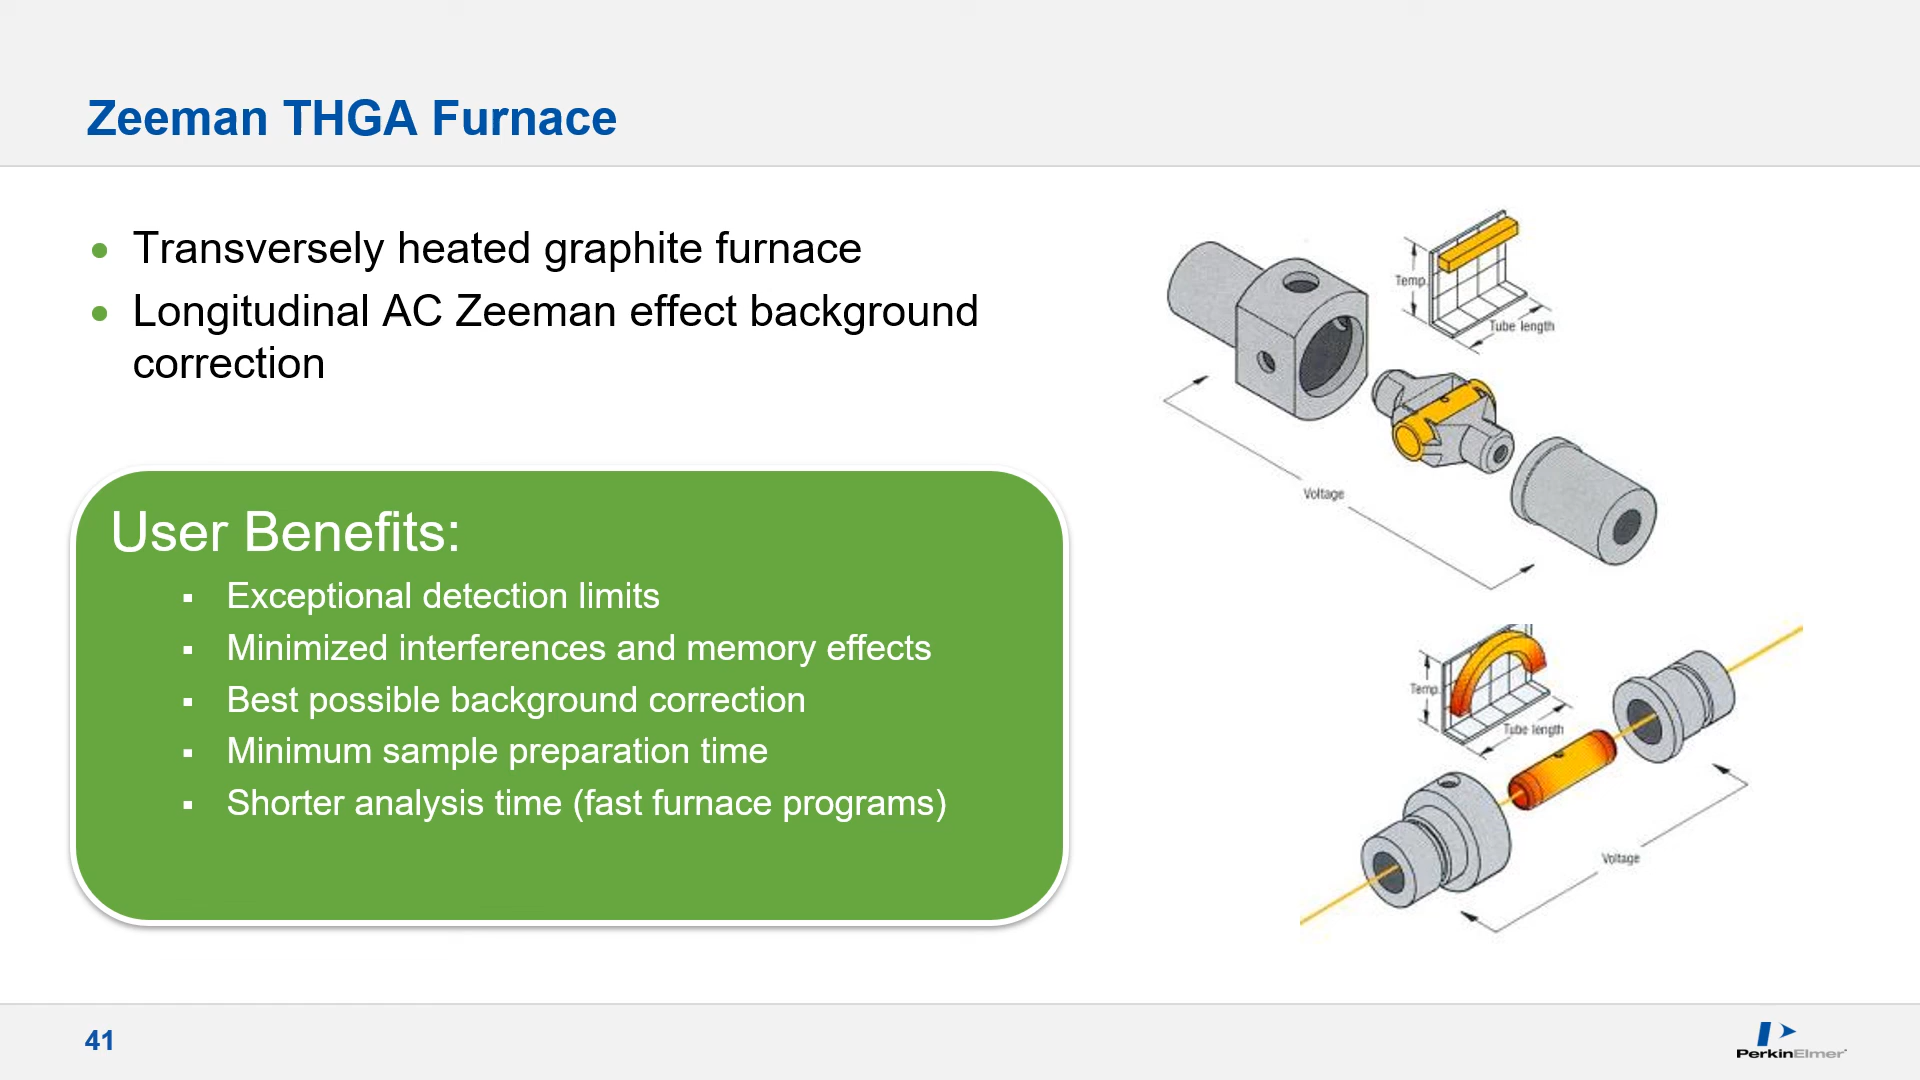 Zeeman THGA Furnace
Transversely heated graphite furnace
Longitudinal AC Zeeman effect background
correction
User Benefits:
Exceptional detection limits
Minimized interferences and memory effects
Best possible background correction
Minimum sample preparation time
Shorter analysis time (fast furnace programs)
Temp.
Tube length
Voltage
Temp.
Tube length
Voltage
41
PerkinElmer